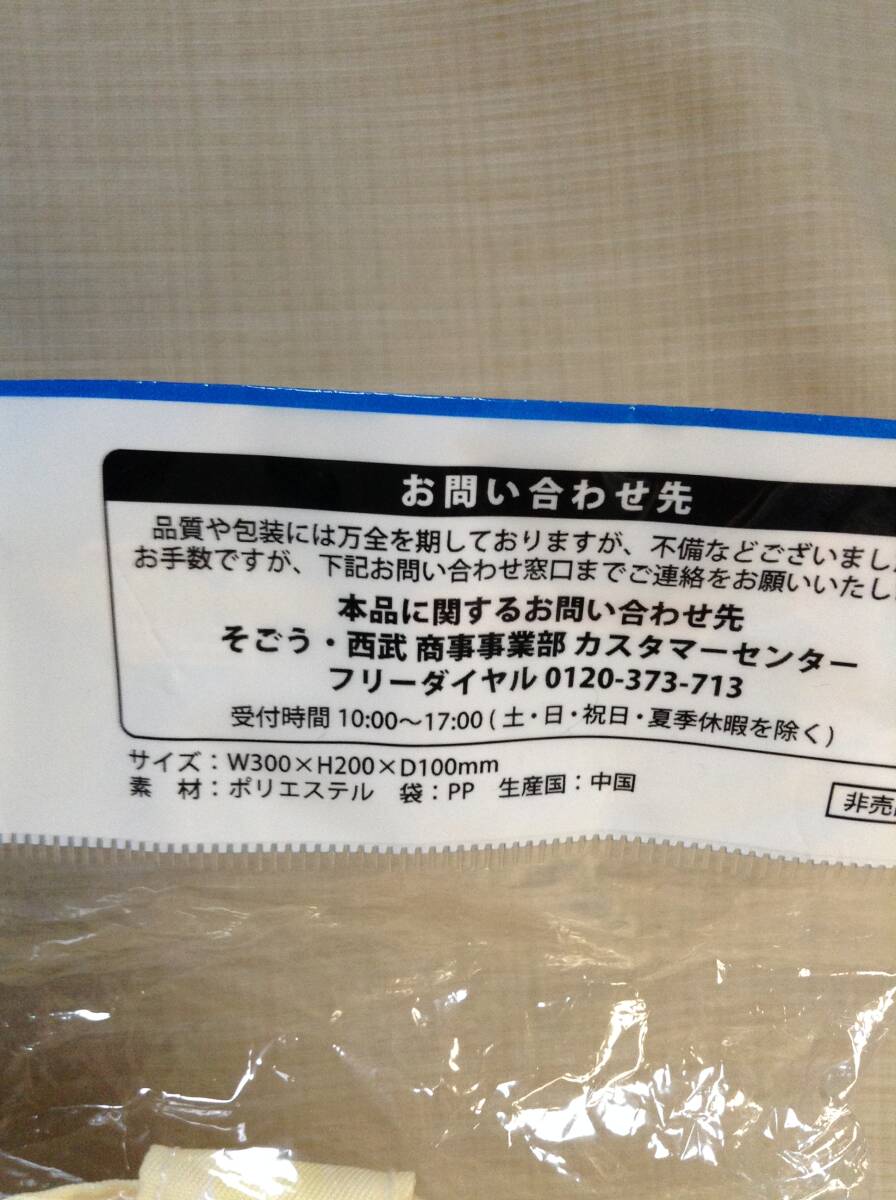 お問い合わせ先
品質や包装には万全を期しておりますが、不備などございまし
お手数ですが、下記お問い合わせ窓口までご連絡をお願いいたし
本品に関するお問い合わせ先
そごう・西武 商事事業部 カスタマーセンター
フリーダイヤル 0120-373-713
受付時間 10:00〜17:00 ( 土・日・祝日・夏季休暇を除く )
サイズ：W300×H200×D100mm
素　材：ポリエステル　袋：PP　生産国：中国
非売